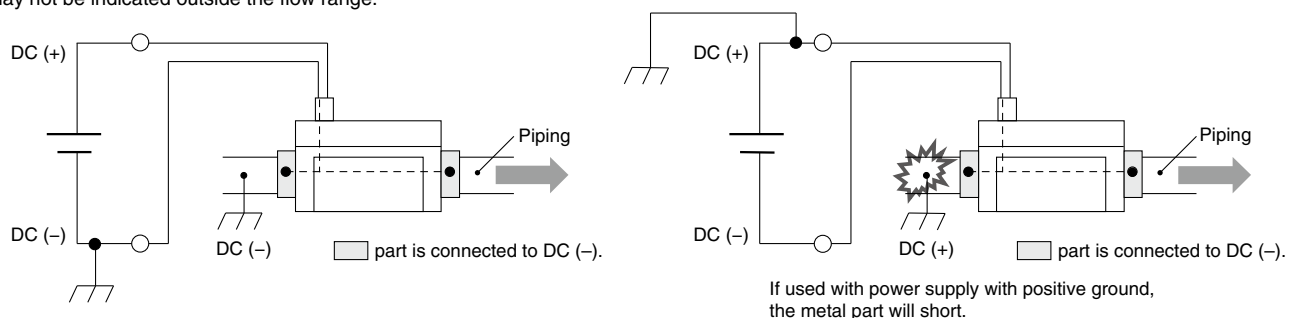 may not be indicated outside the flow range.
DC (+)
Piping
DC (–)
DC (–)
part is connected to DC (–).
DC (+)
Piping
DC (–)
DC (+)
part is connected to DC (–).
If used with power supply with positive ground,
the metal part will short.